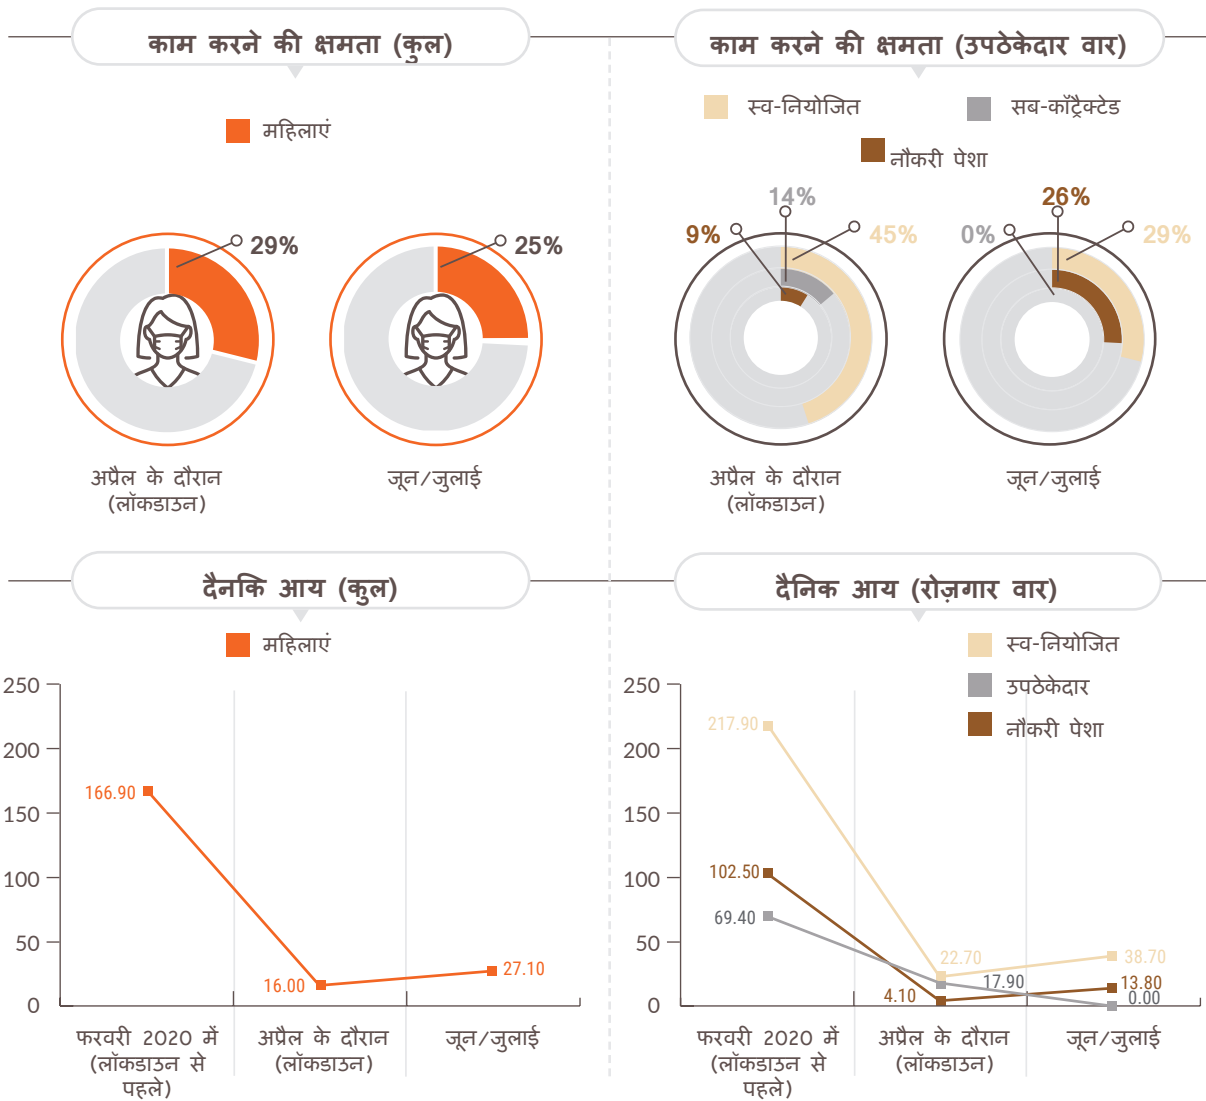 काम करने की क्षमता (कुल)
महिलाएं
29%
25%
अप्रैल के दौरान
(लॉकडाउन)
जून/जुलाई
काम करने की क्षमता (उपठेकेदार वार)
स्व-नियोजित
सब-कॉट्रैक्टेड
नौकरी पेशा
9%
14%
45%
0%
26%
29%
अप्रैल के दौरान
(लॉकडाउन)
जून/जुलाई
दैनकि आय (कुल)
महिलाएं
250
200
150
100
50
0
166.90
16.00
27.10
फरवरी 2020 में
(लॉकडाउन से
पहले)
अप्रैल के दौरान
(लॉकडाउन)
जून/जुलाई
दैनिक आय (रोज़गार वार)
स्व-नियोजित
उपठेकेदार
नौकरी पेशा
250
200
150
100
50
0
217.90
102.50
69.40
22.70
17.90
4.10
38.70
13.80
0.00
फरवरी 2020 में
(लॉकडाउन से
पहले)
अप्रैल के दौरान
(लॉकडाउन)
जून/जुलाई